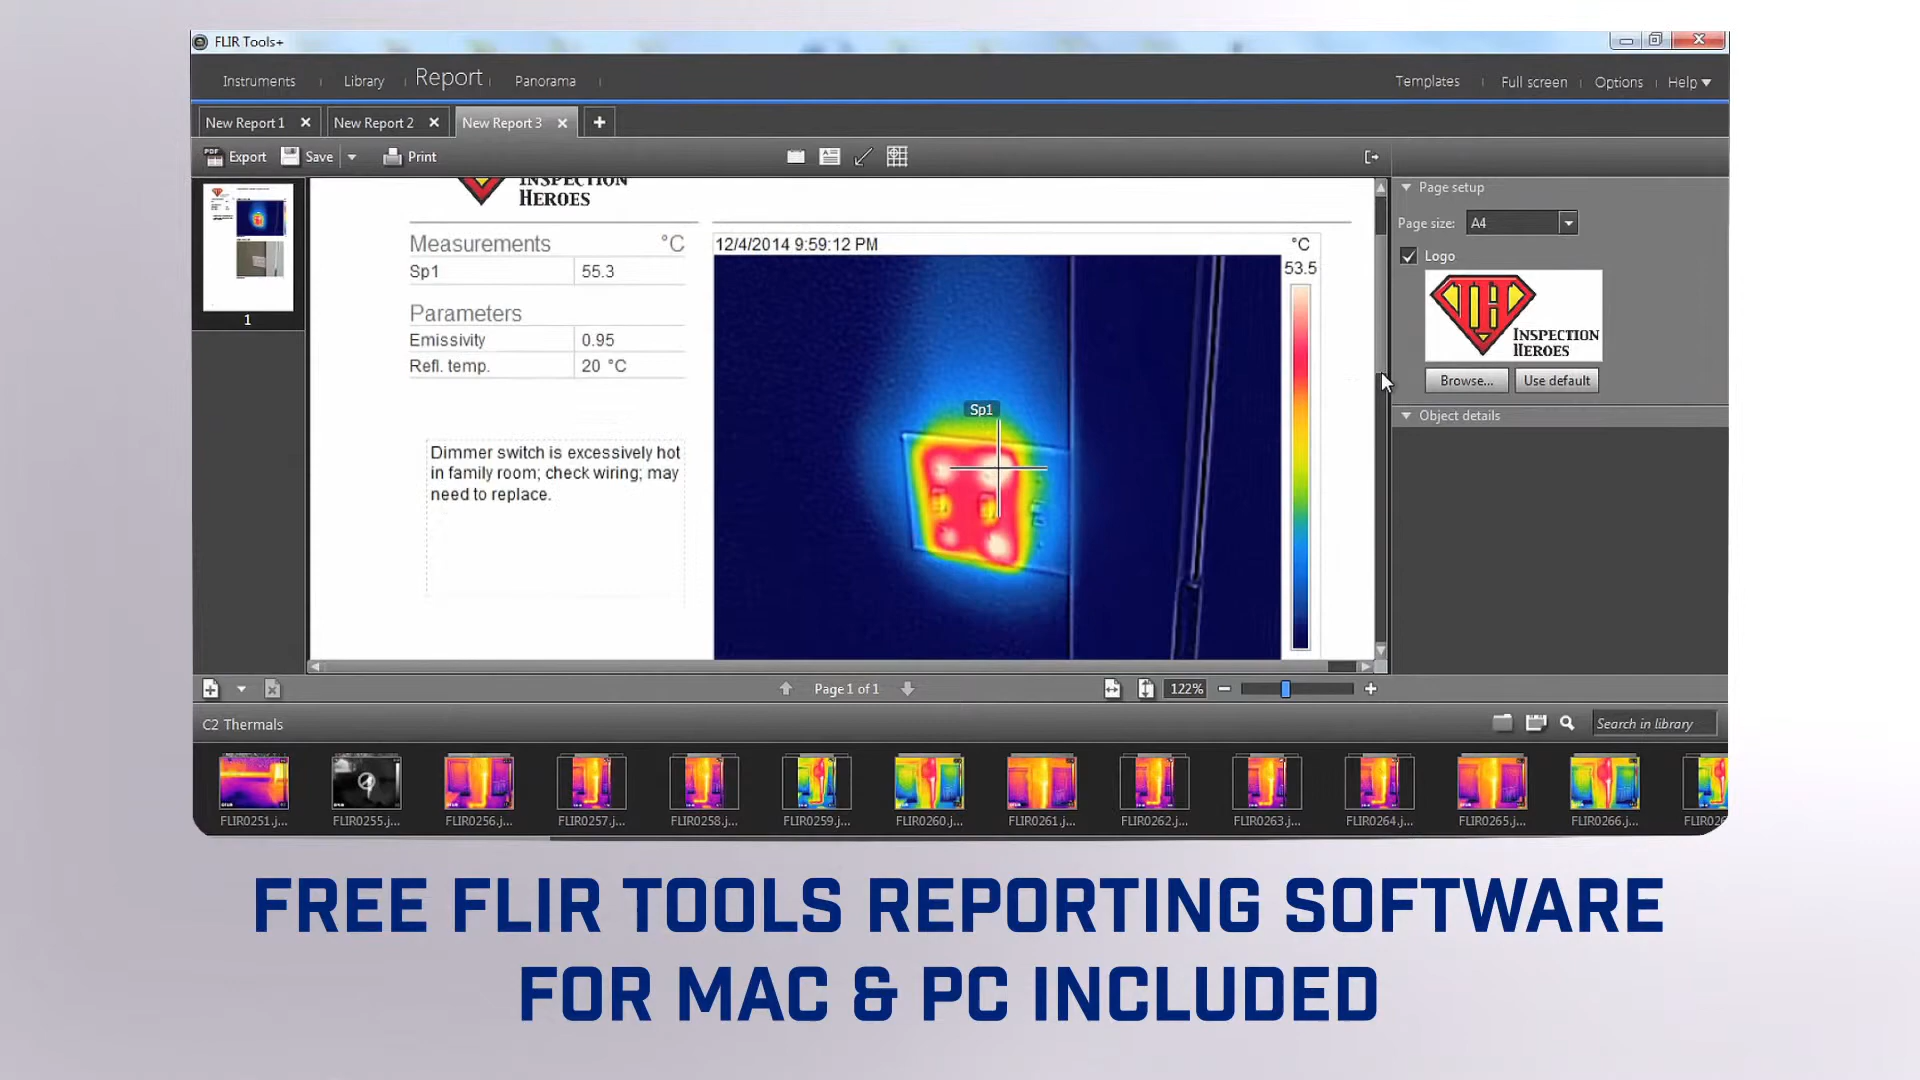 FLIR Tools+
Instruments Library Report Panorama Templates Full screen Options Help
New Report 1 New Report 2 New Report 3
PDF
Export Save Print
INSPECTION
HEROES
Measurements °C
Sp1 55.3
Parameters
Emissivity 0.95
Refl. temp. 20 °C
Dimmer switch is excessively hot
in family room; check wiring; may
need to replace.
12/4/2014 9:59:12 PM °C
53.5
Sp1
1
Page setup
Page size: A4
Logo
IH
INSPECTION
HEROES
Browse... Use default
Object details
Page 1 of 1 122%
C2 Thermals Search in library
FLIR0251.j... FLIR0255.j... FLIR0256.j... FLIR0257.j... FLIR0258.j... FLIR0259.j... FLIR0260.j... FLIR0261.j... FLIR0262.j... FLIR0263.j... FLIR0264.j... FLIR0265.j... FLIR0266.j... FLIR026
FREE FLIR TOOLS REPORTING SOFTWARE
FOR MAC & PC INCLUDED